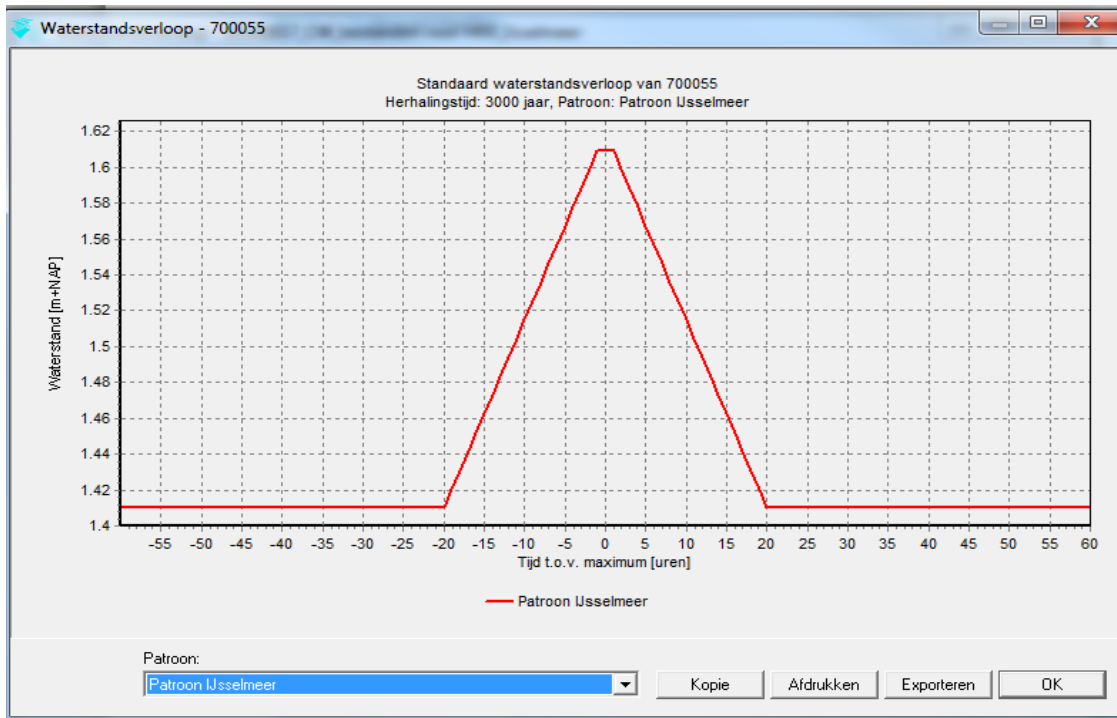 Waterstandsverloop - 700055
Standaard waterstandsverloop van 700055
Herhalingstijd: 3000 jaar, Patroon: Patroon IJsselmeer
Waterstand [m+NAP]
1.62
1.6
1.58
1.56
1.54
1.52
1.5
1.48
1.46
1.44
1.42
1.4
-55 -50 -45 -40 -35 -30 -25 -20 -15 -10 -5 0 5 10 15 20 25 30 35 40 45 50 55 60
Tijd t.o.v. maximum [uren]
Patroon IJsselmeer
Patroon:
Patroon IJsselmeer
Kopie Afdrukken Exporteren OK